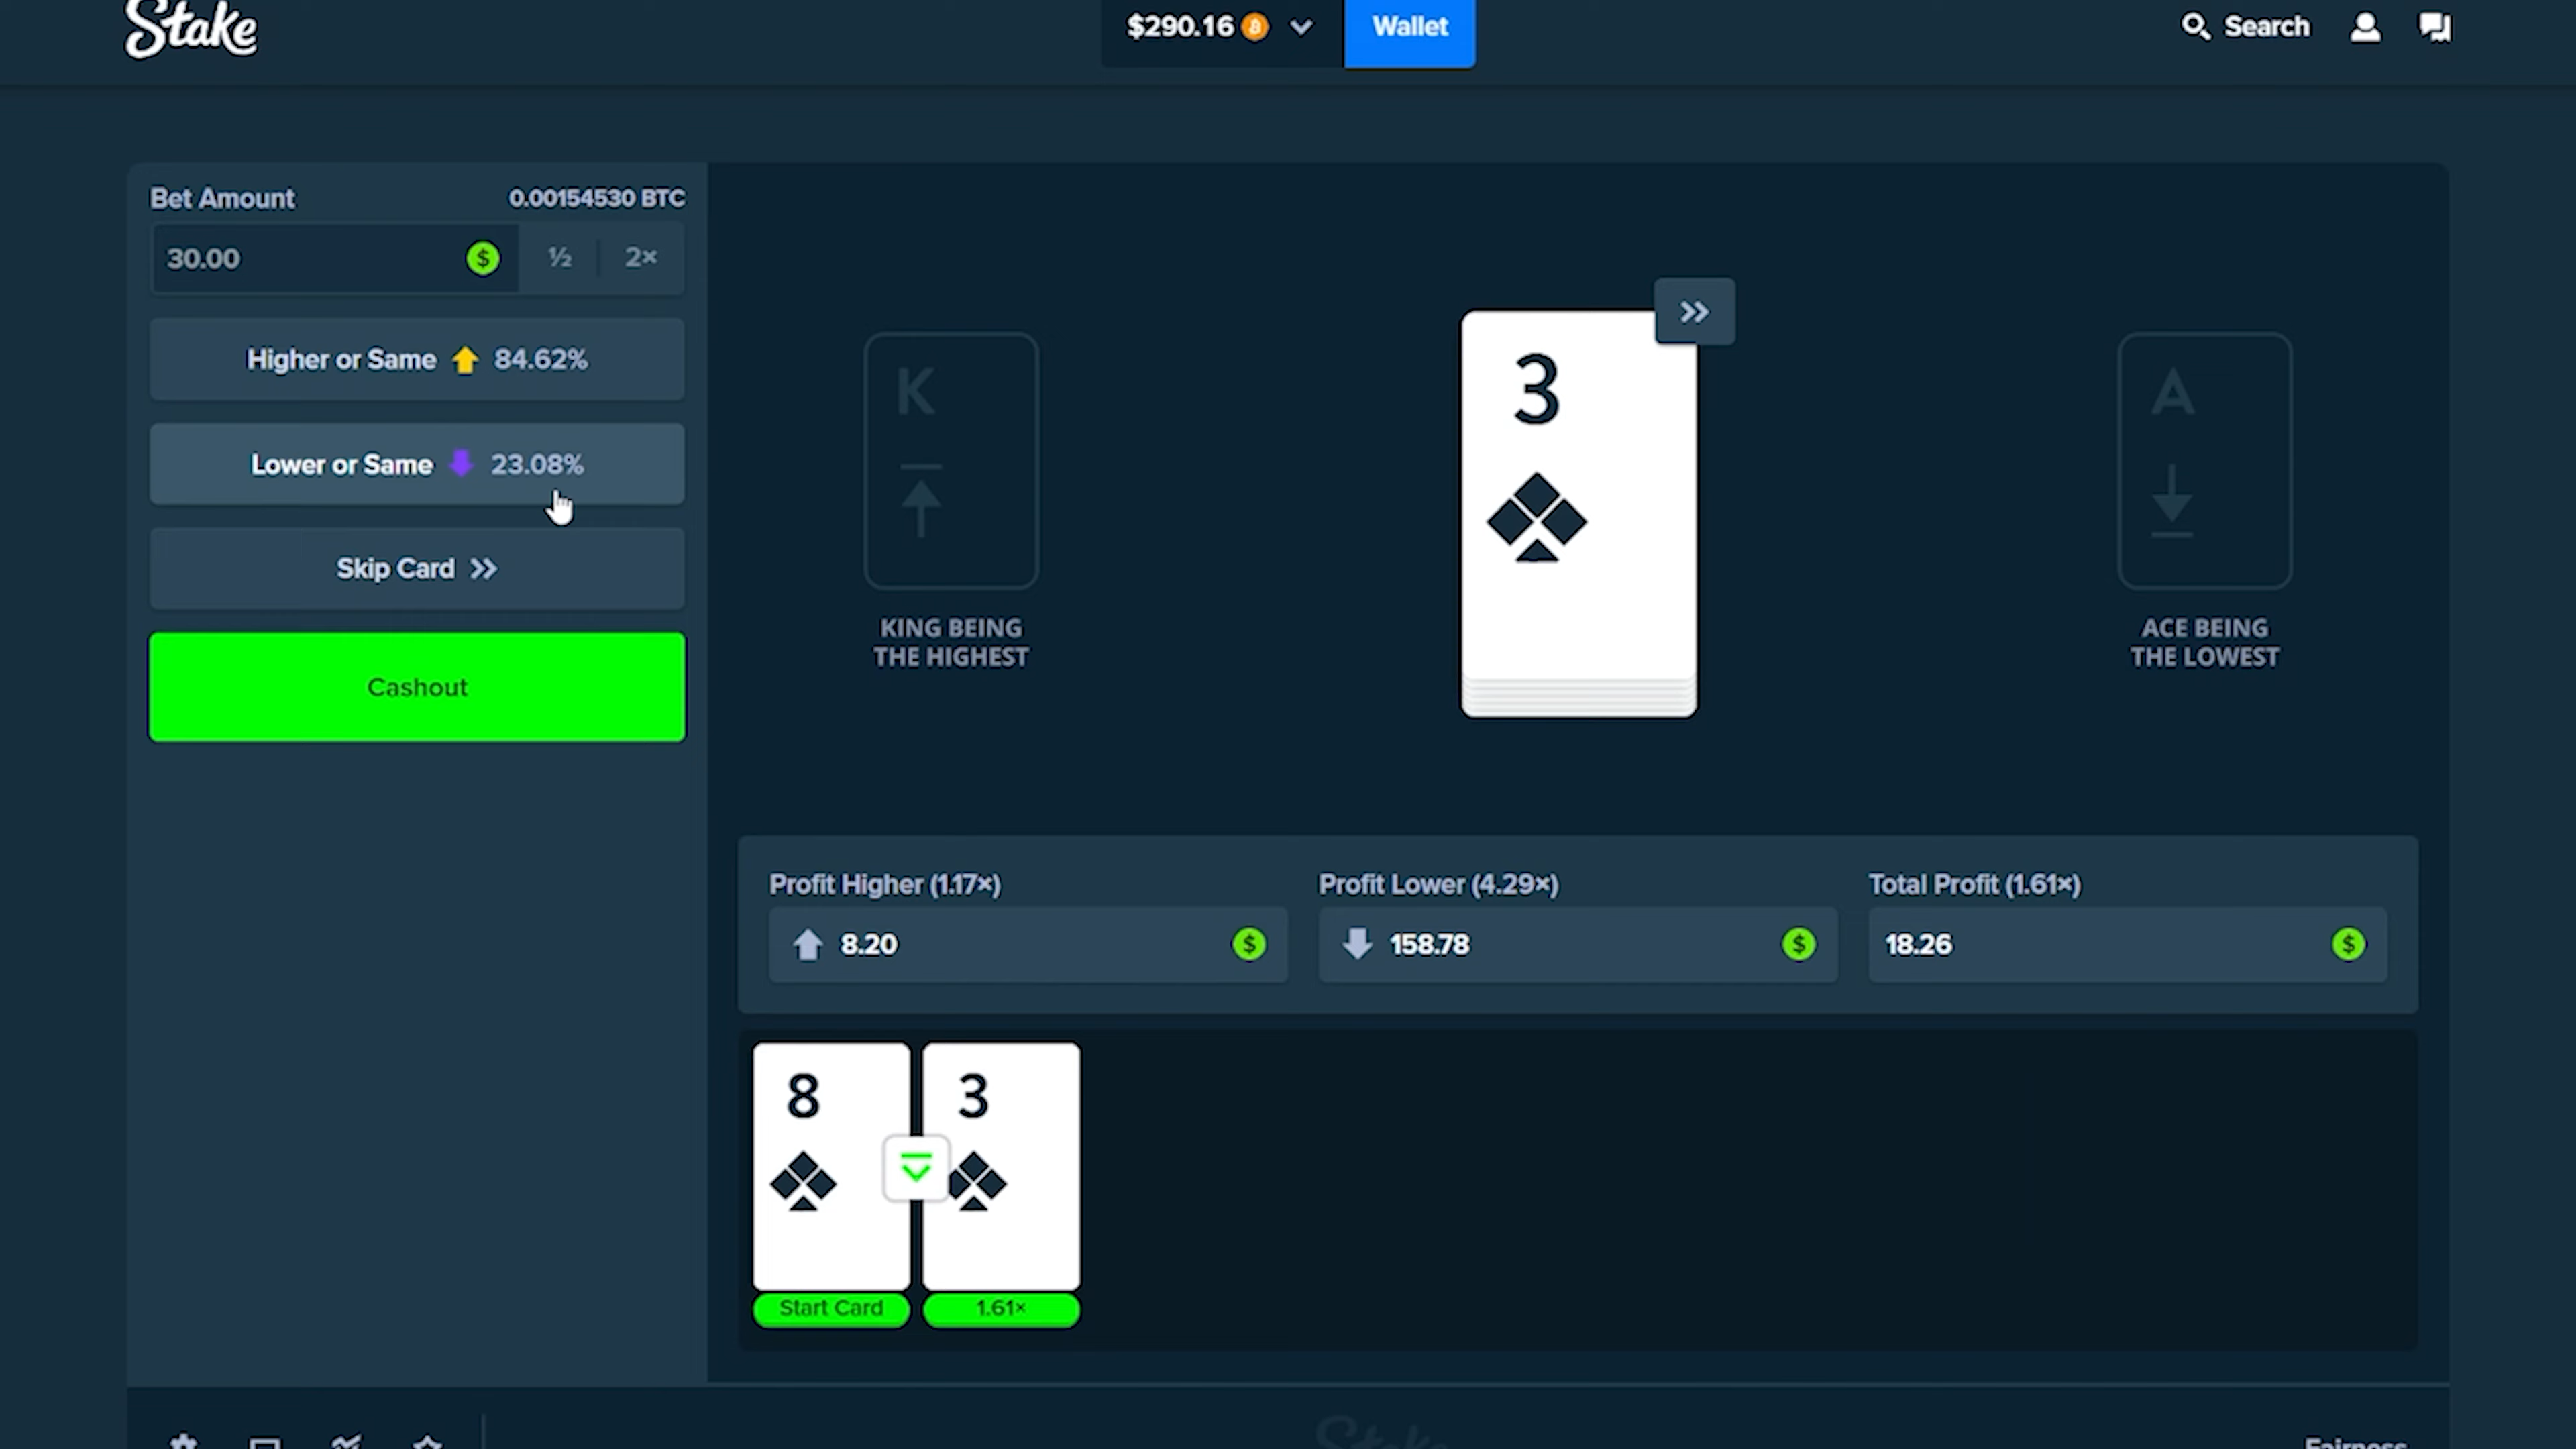 Stake
$290.16
Wallet
Search
Bet Amount
0.00154530 BTC
30.00
½
2×
Higher or Same 84.62%
Lower or Same 23.08%
Skip Card
Cashout
K
KING BEING
THE HIGHEST
3
A
ACE BEING
THE LOWEST
Profit Higher (1.17×)
8.20
Profit Lower (4.29×)
158.78
Total Profit (1.61×)
18.26
8
3
Start Card
1.61×
Stake
Fairness